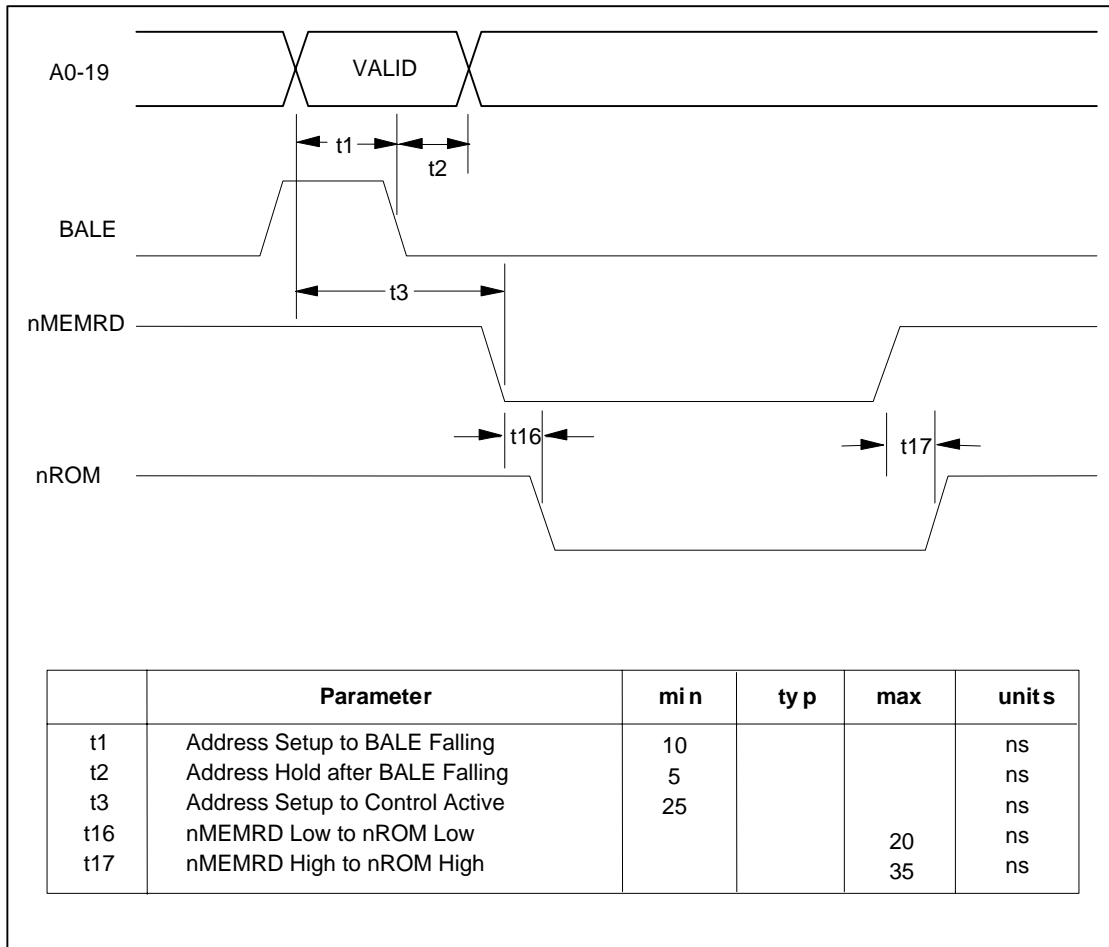 A0-19
VALID
t1
t2
BALE
t3
nMEMRD
t16
t17
nROM
Parameter min typ max units
t1 Address Setup to BALE Falling 10 ns
t2 Address Hold after BALE Falling 5 ns
t3 Address Setup to Control Active 25 ns
t16 nMEMRD Low to nROM Low 20 ns
t17 nMEMRD High to nROM High 35 ns